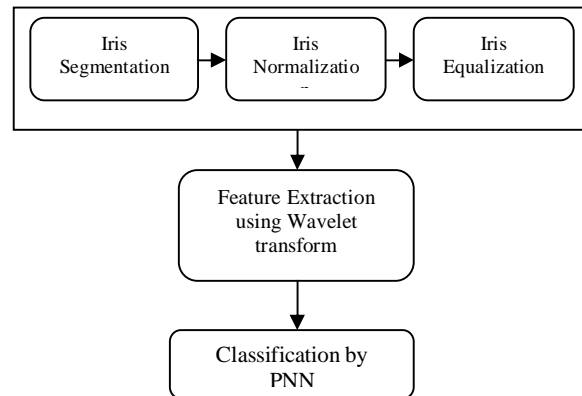 Iris
Segmentation
Iris
Normalizatio
Iris
Equalization
Feature Extraction
using Wavelet
transform
Classification by
PNN